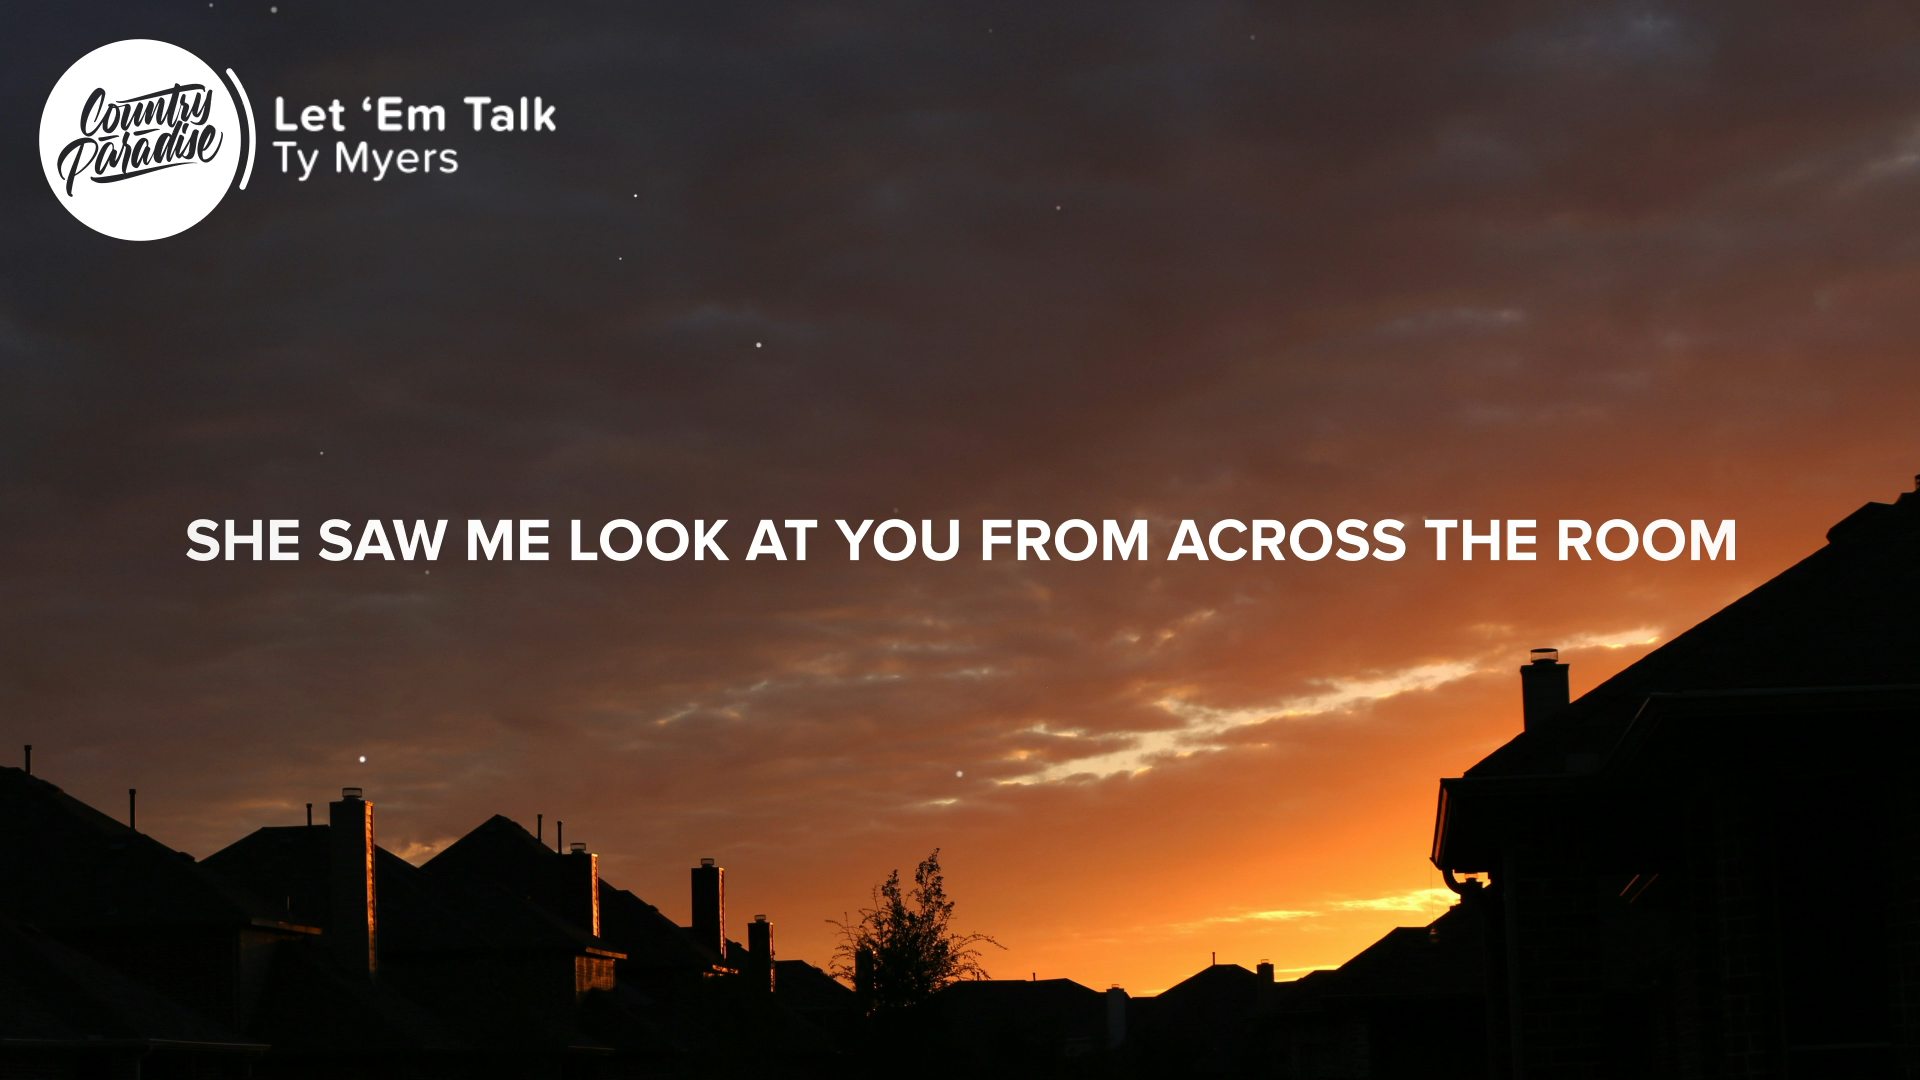 Country
Paradise
Let ‘Em Talk
Ty Myers
SHE SAW ME LOOK AT YOU FROM ACROSS THE ROOM